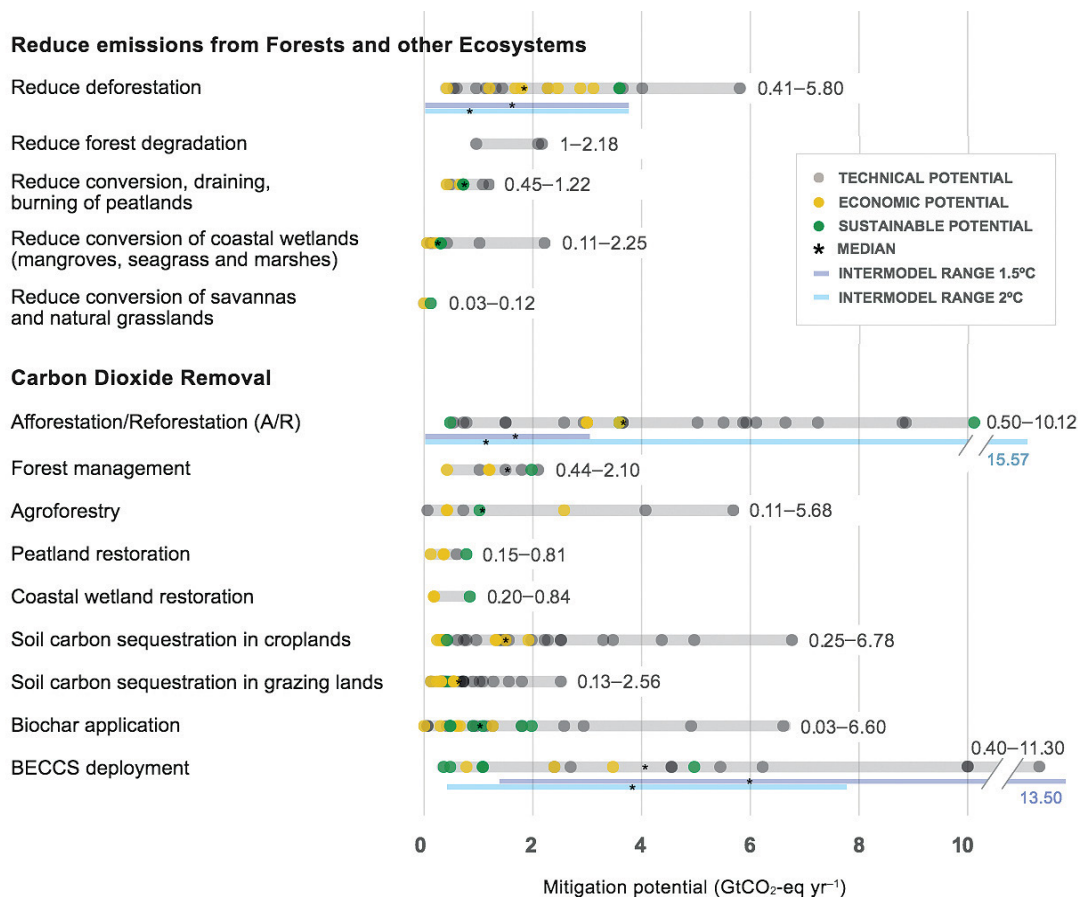 Reduce emissions from Forests and other Ecosystems
Reduce deforestation
0.41–5.80
Reduce forest degradation
1–2.18
Reduce conversion, draining,
burning of peatlands
0.45–1.22
Reduce conversion of coastal wetlands
(mangroves, seagrass and marshes)
0.11–2.25
Reduce conversion of savannas
and natural grasslands
0.03–0.12
TECHNICAL POTENTIAL
ECONOMIC POTENTIAL
SUSTAINABLE POTENTIAL
* MEDIAN
INTERMODEL RANGE 1.5ºC
INTERMODEL RANGE 2ºC
Carbon Dioxide Removal
Afforestation/Reforestation (A/R)
0.50–10.12
15.57
Forest management
0.44–2.10
Agroforestry
0.11–5.68
Peatland restoration
0.15–0.81
Coastal wetland restoration
0.20–0.84
Soil carbon sequestration in croplands
0.25–6.78
Soil carbon sequestration in grazing lands
0.13–2.56
Biochar application
0.03–6.60
BECCS deployment
0.40–11.30
13.50
0 2 4 6 8 10
Mitigation potential (GtCO₂-eq yr⁻¹)